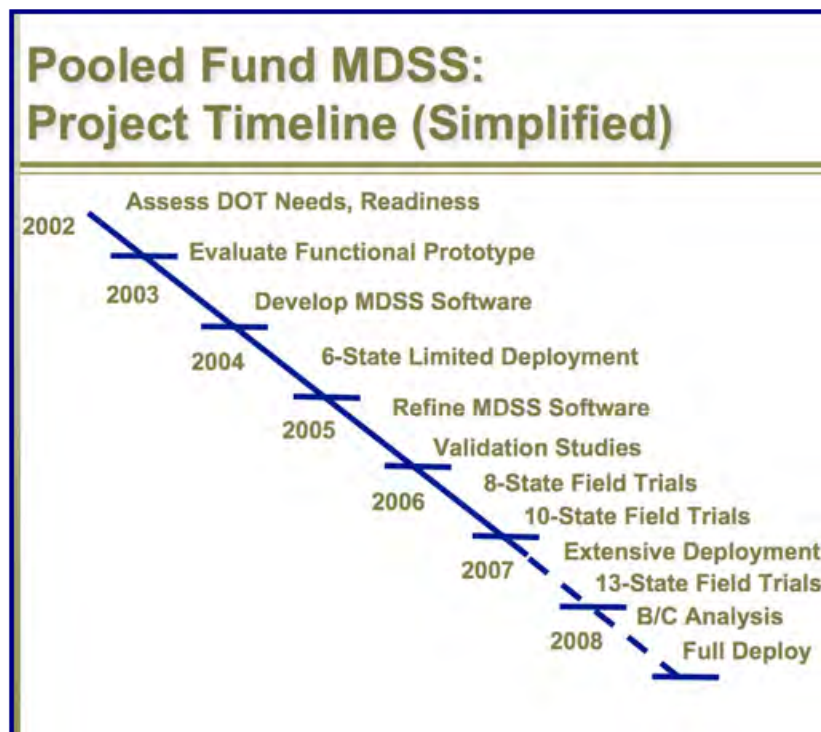 Pooled Fund MDSS:
Project Timeline (Simplified)
Assess DOT Needs, Readiness
2002
Evaluate Functional Prototype
2003
Develop MDSS Software
2004
6-State Limited Deployment
2005
Refine MDSS Software
Validation Studies
2006
8-State Field Trials
10-State Field Trials
2007
Extensive Deployment
13-State Field Trials
2008
B/C Analysis
Full Deploy